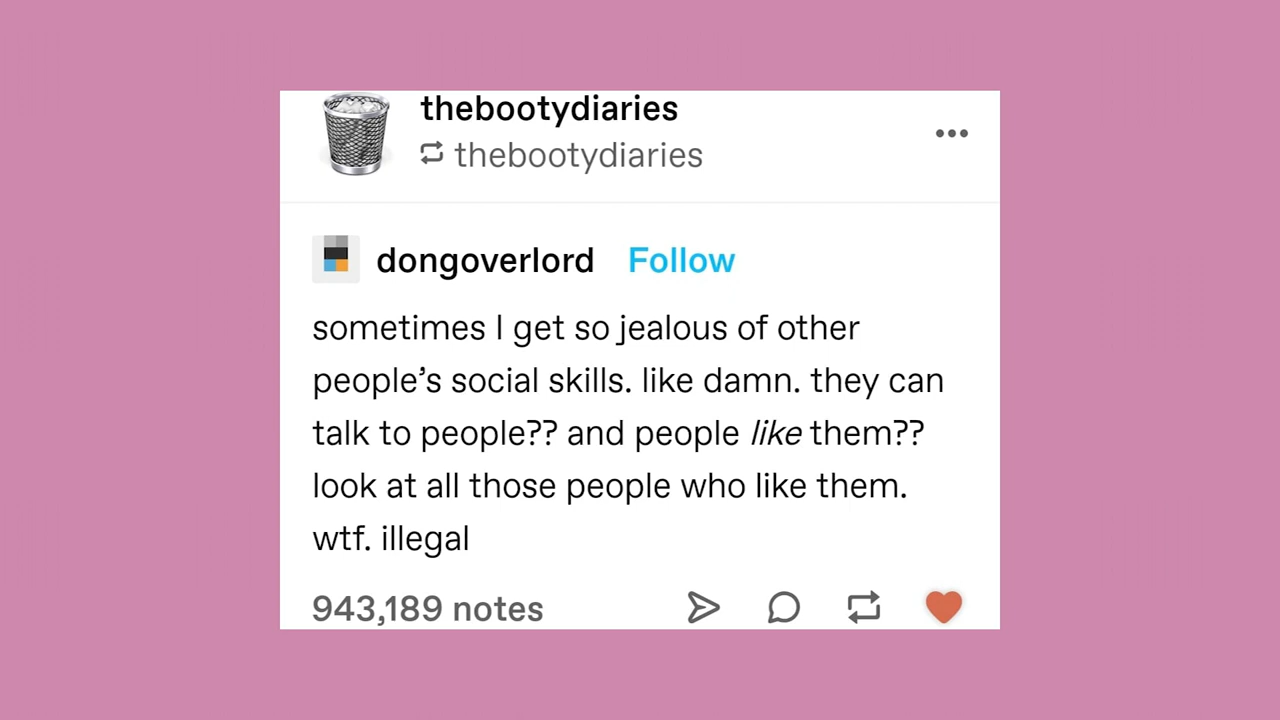 thebootydiaries
thebootydiaries
dongoverlord Follow
sometimes I get so jealous of other
people’s social skills. like damn. they can
talk to people?? and people like them??
look at all those people who like them.
wtf. illegal
943,189 notes